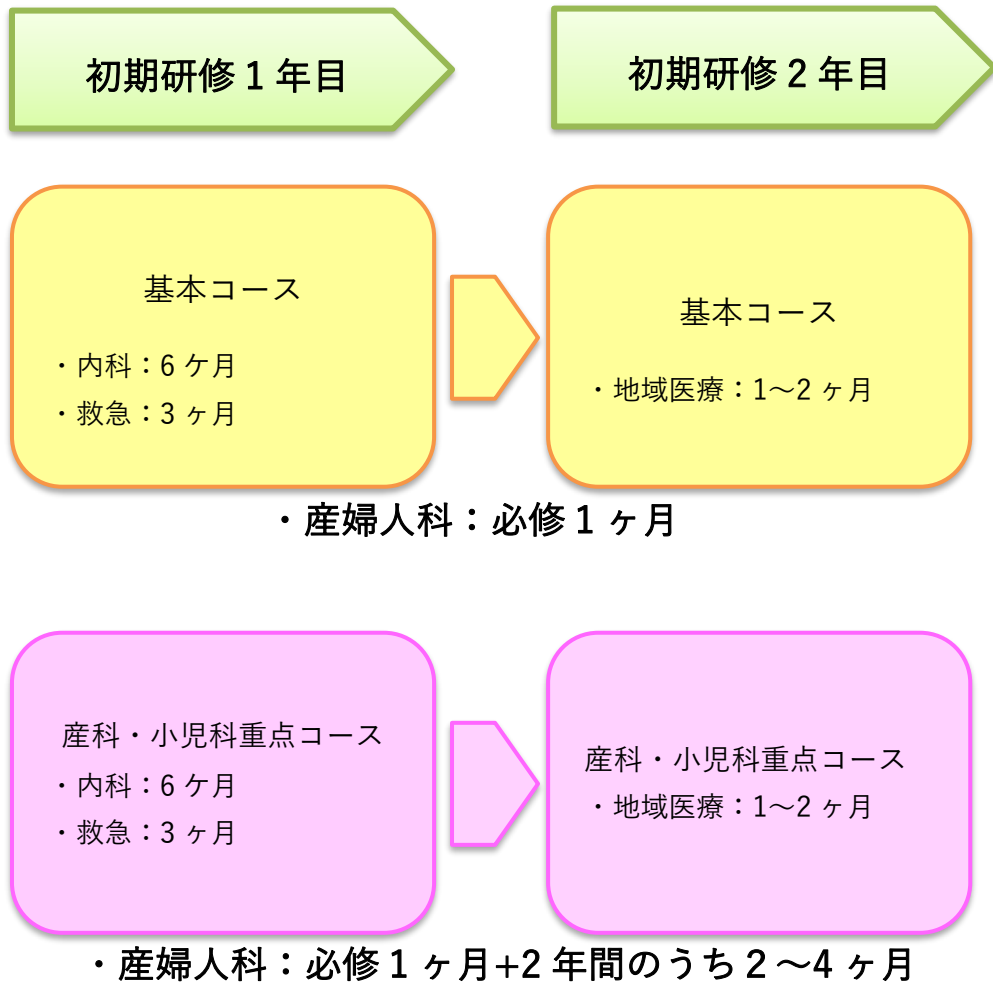 初期研修1年目
初期研修2年目
基本コース
・内科：6ケ月
・救急：3ヶ月
基本コース
・地域医療：1～2ヶ月
・産婦人科：必修1ヶ月
産科・小児科重点コース
・内科：6ケ月
・救急：3ヶ月
産科・小児科重点コース
・地域医療：1～2ヶ月
・産婦人科：必修1ヶ月+2年間のうち2～4ヶ月